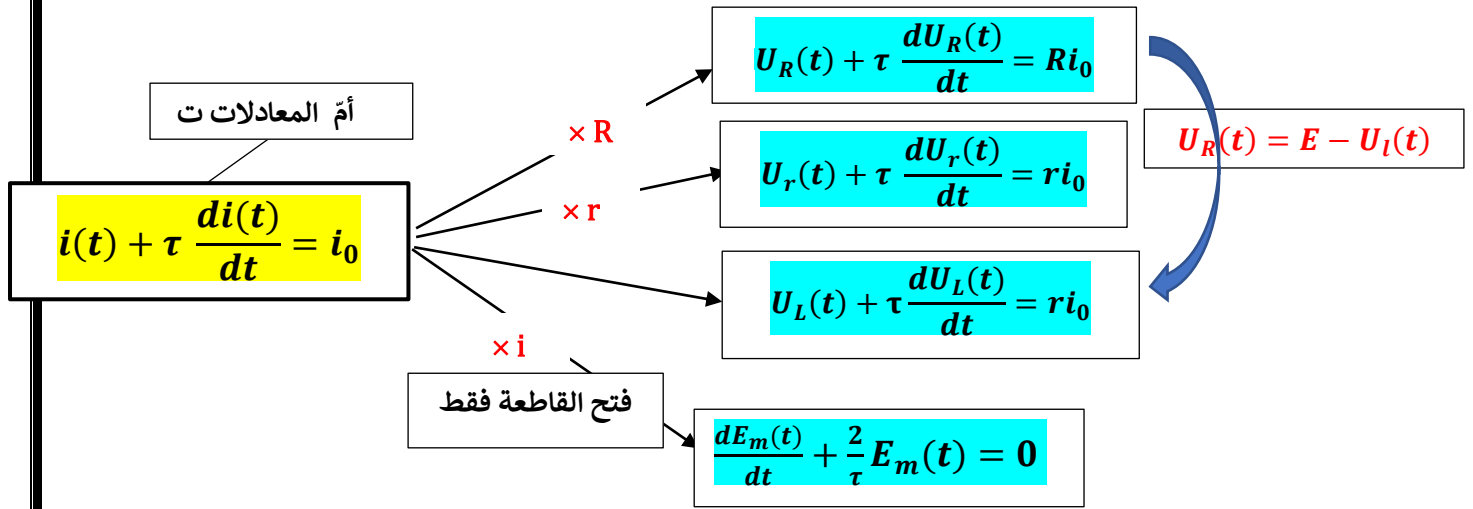 أمّ المعادلات ت
i(t) + τ di(t)/dt = i₀
× R
× r
× i
فتح القاطعة فقط
U_R(t) + τ dU_R(t)/dt = Ri₀
U_r(t) + τ dU_r(t)/dt = ri₀
U_L(t) + τ dU_L(t)/dt = ri₀
dE_m(t)/dt + 2/τ E_m(t) = 0
U_R(t) = E − U_l(t)